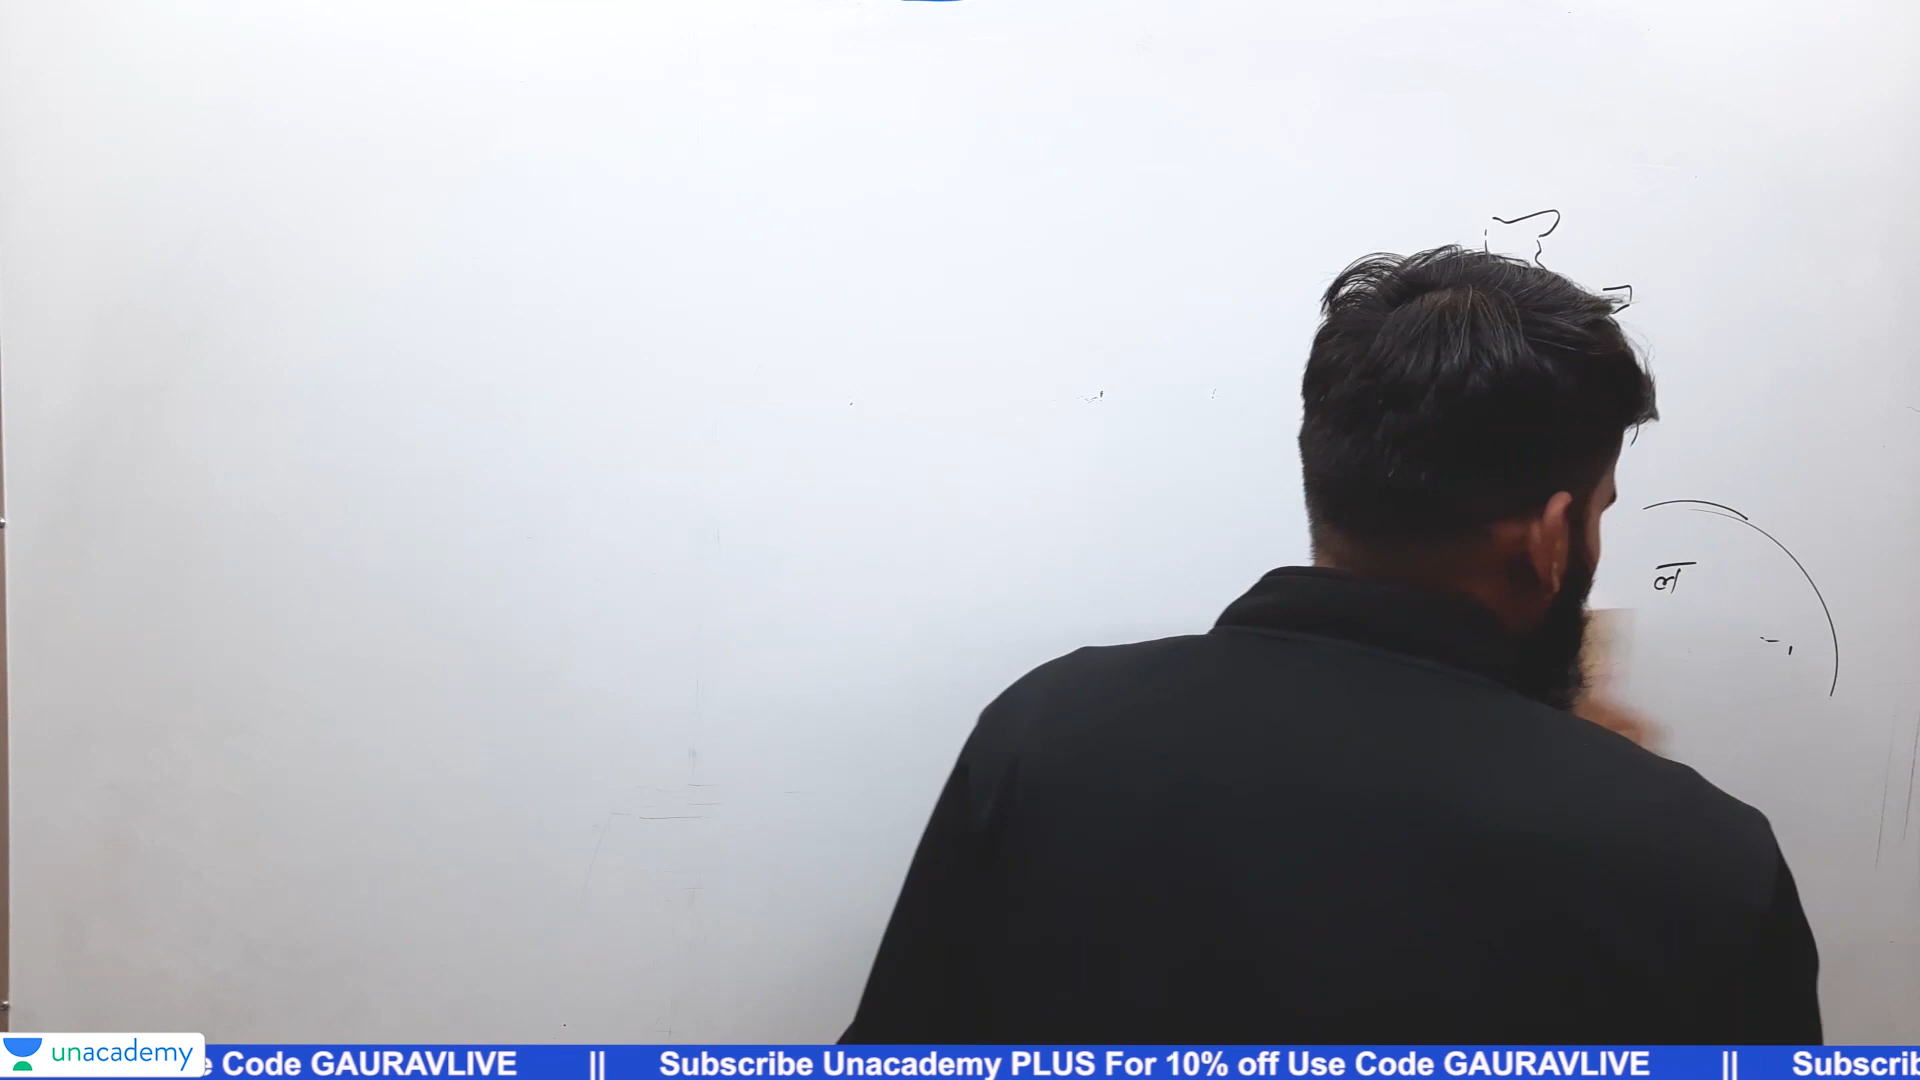 ल
unacademy
e Code GAURAVLIVE || Subscribe Unacademy PLUS For 10% off Use Code GAURAVLIVE || Subscrib